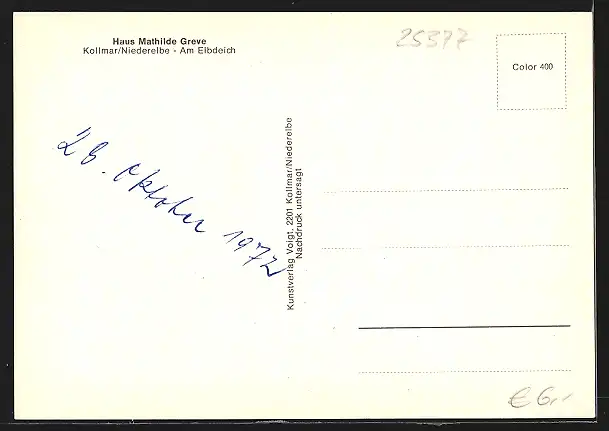 Haus Mathilde Greve
Kollmar/Niederelbe - Am Elbdeich
25377
Color 400
26. Oktober 1972
Kunstverlag Voigt, 2201 Kollmar/Niederelbe
Nachdruck untersagt
€ 6,-